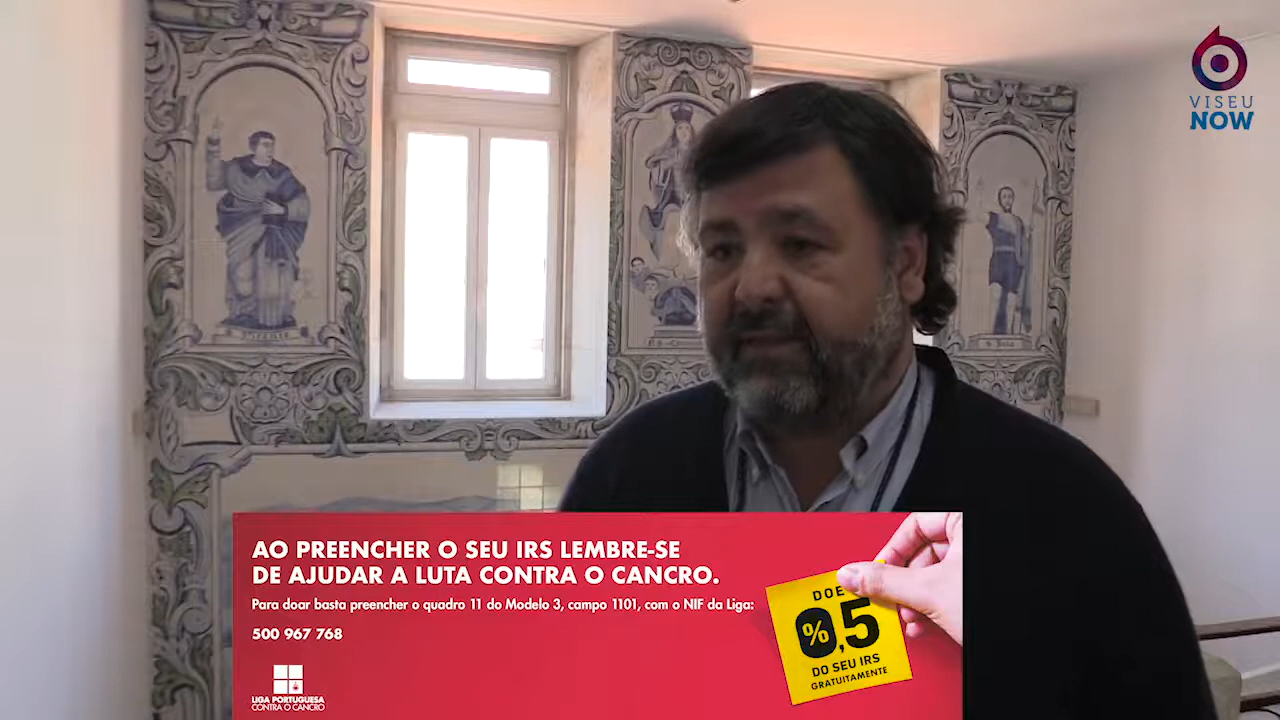 VISEU
NOW
AO PREENCHER O SEU IRS LEMBRE-SE
DE AJUDAR A LUTA CONTRA O CANCRO.
Para doar basta preencher o quadro 11 do Modelo 3, campo 1101, com o NIF da Liga:
500 967 768
LIGA PORTUGUESA
CONTRA O CANCRO
DOE
0,5
%
DO SEU IRS
GRATUITAMENTE